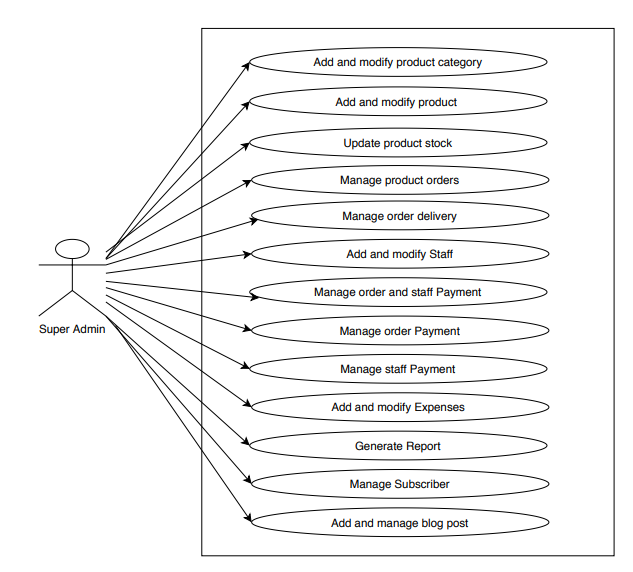 Add and modify product category
Add and modify product
Update product stock
Manage product orders
Manage order delivery
Add and modify Staff
Manage order and staff Payment
Super Admin
Manage order Payment
Manage staff Payment
Add and modify Expenses
Generate Report
Manage Subscriber
Add and manage blog post